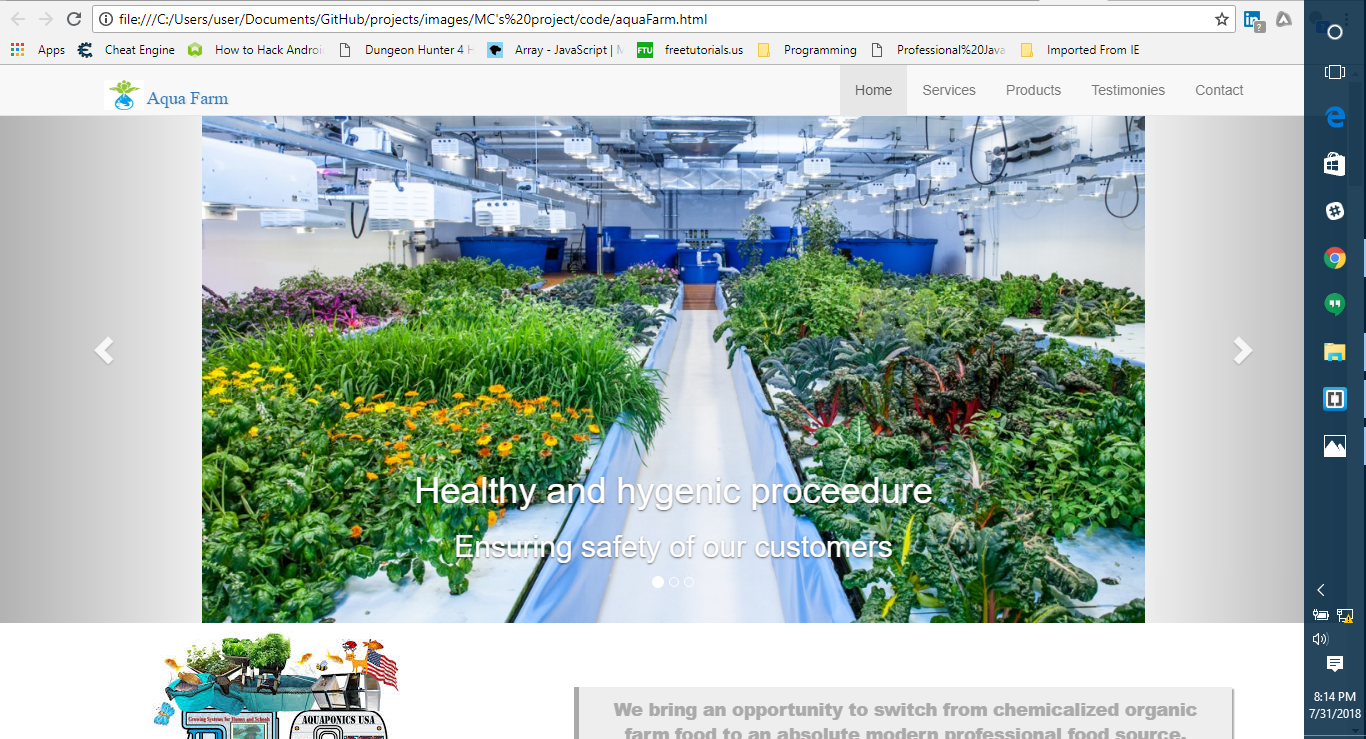 file:///C:/Users/user/Documents/GitHub/projects/images/MC's%20project/code/aquaFarm.html
Apps Cheat Engine How to Hack Androi Dungeon Hunter 4 H Array - JavaScript | M FTU freetutorials.us Programming Professional%20Java Imported From IE
Aqua Farm Home Services Products Testimonies Contact
Healthy and hygenic proceedure
Ensuring safety of our customers
Growing Systems for Homes and Schools
AQUAPONICS USA
We bring an opportunity to switch from chemicalized organic
farm food to an absolute modern professional food source.
8:14 PM
7/31/2018